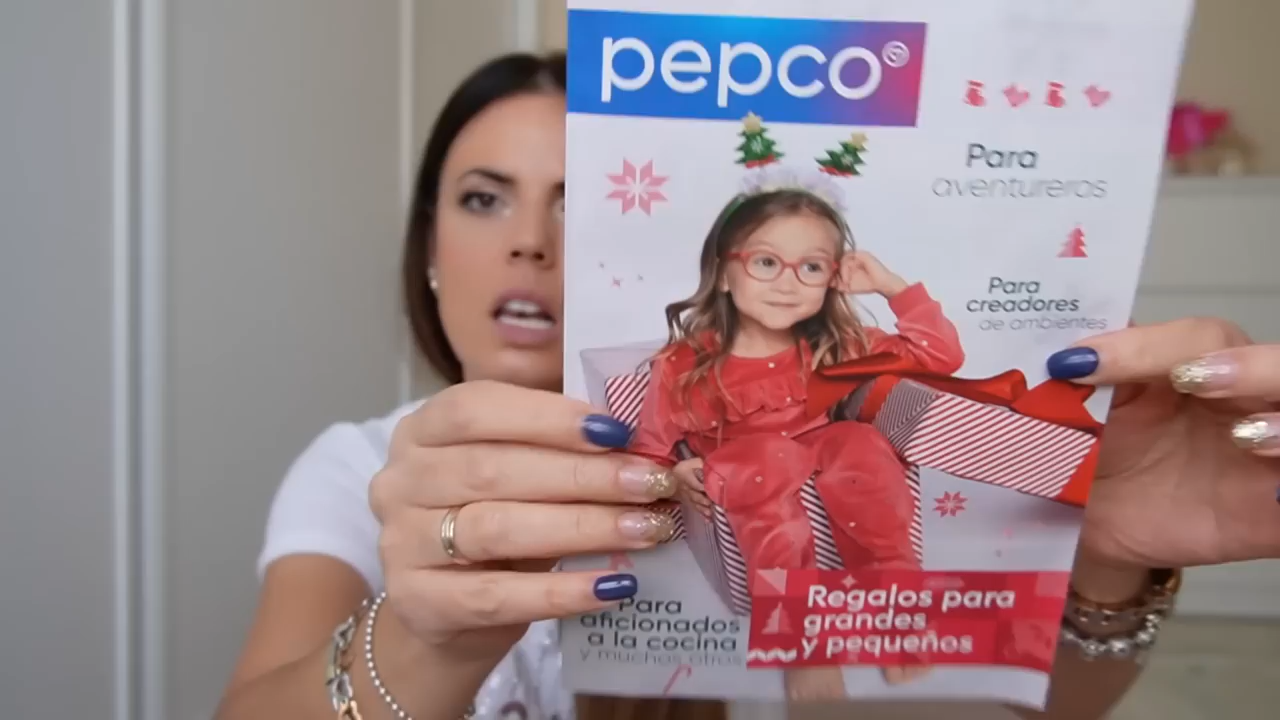 pepco®
Para
aventureros
Para
creadores
de ambientes
Para
aficionados
a la cocina
y muchos otros
Regalos para
grandes
y pequeños